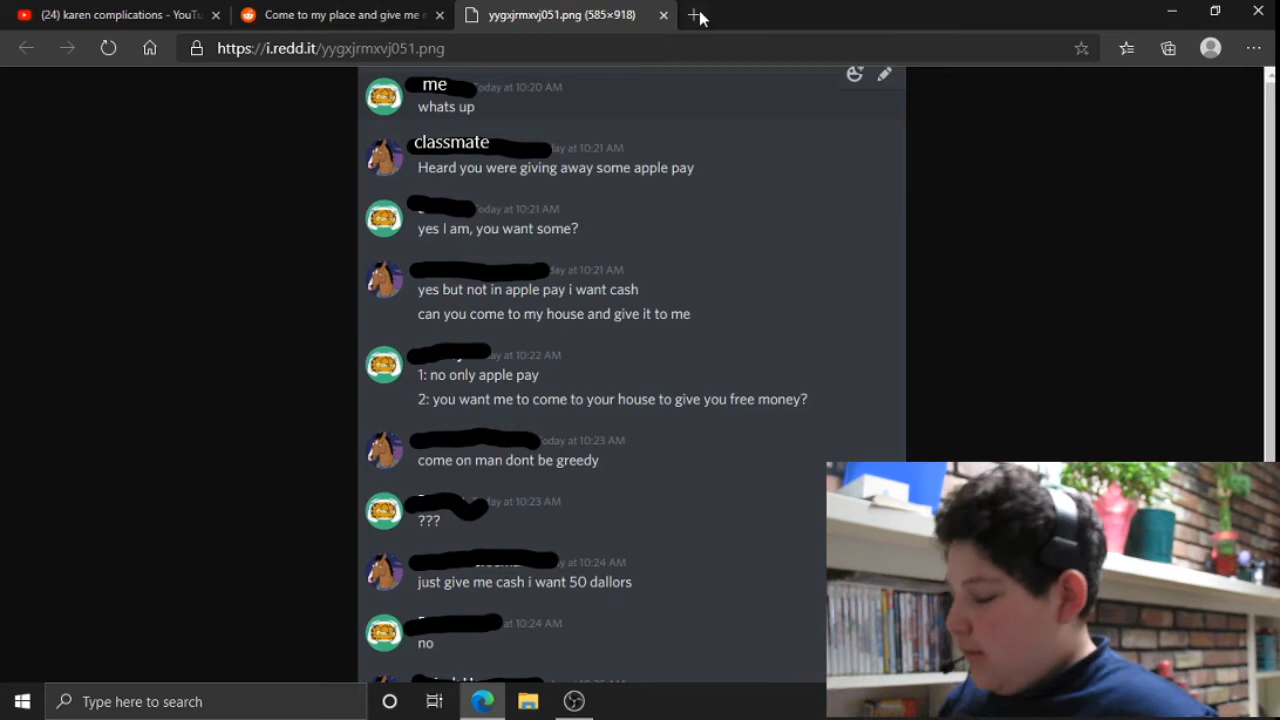 (24) karen complications - YouTu
Come to my place and give me
yygxjrmxvj051.png (585×918)
https://i.redd.it/yygxjrmxvj051.png
me
Today at 10:20 AM
whats up
classmate
day at 10:21 AM
Heard you were giving away some apple pay
Today at 10:21 AM
yes I am, you want some?
day at 10:21 AM
yes but not in apple pay i want cash
can you come to my house and give it to me
ay at 10:22 AM
1: no only apple pay
2: you want me to come to your house to give you free money?
Today at 10:23 AM
come on man dont be greedy
day at 10:23 AM
???
y at 10:24 AM
just give me cash i want 50 dallors
at 10:24 AM
no
Type here to search